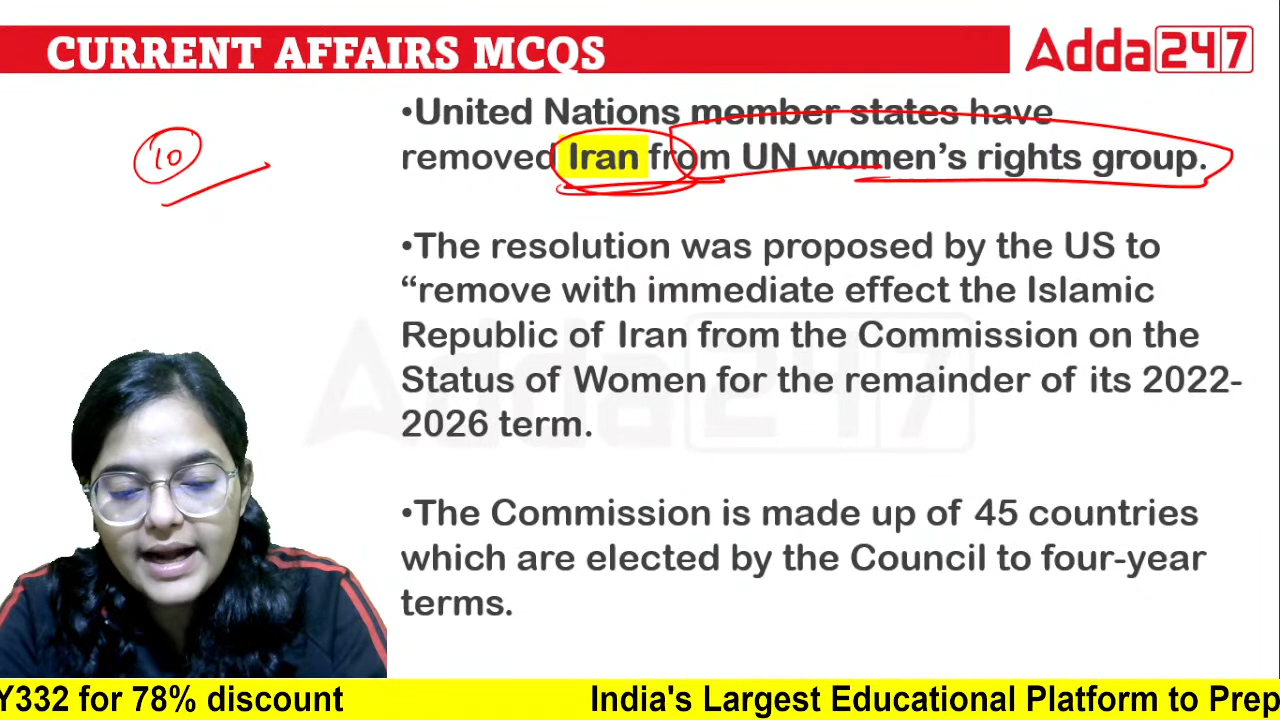 CURRENT AFFAIRS MCQS
Adda247
•United Nations member states have
removed Iran from UN women's rights group.
10
•The resolution was proposed by the US to
“remove with immediate effect the Islamic
Republic of Iran from the Commission on the
Status of Women for the remainder of its 2022-
2026 term.
Adda247
•The Commission is made up of 45 countries
which are elected by the Council to four-year
terms.
Y332 for 78% discount
India's Largest Educational Platform to Prep